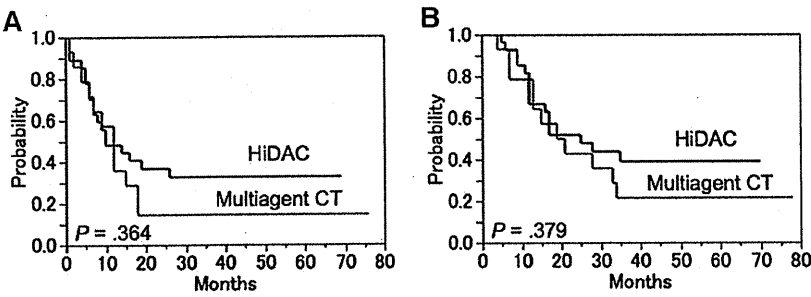 A
1.0
0.8
0.6
0.4
0.2
0.0
Probability
HiDAC
Multiagent CT
P = .364
0 10 20 30 40 50 60 70 80
Months
B
1.0
0.8
0.6
0.4
0.2
0.0
Probability
HiDAC
Multiagent CT
P = .379
0 10 20 30 40 50 60 70 80
Months